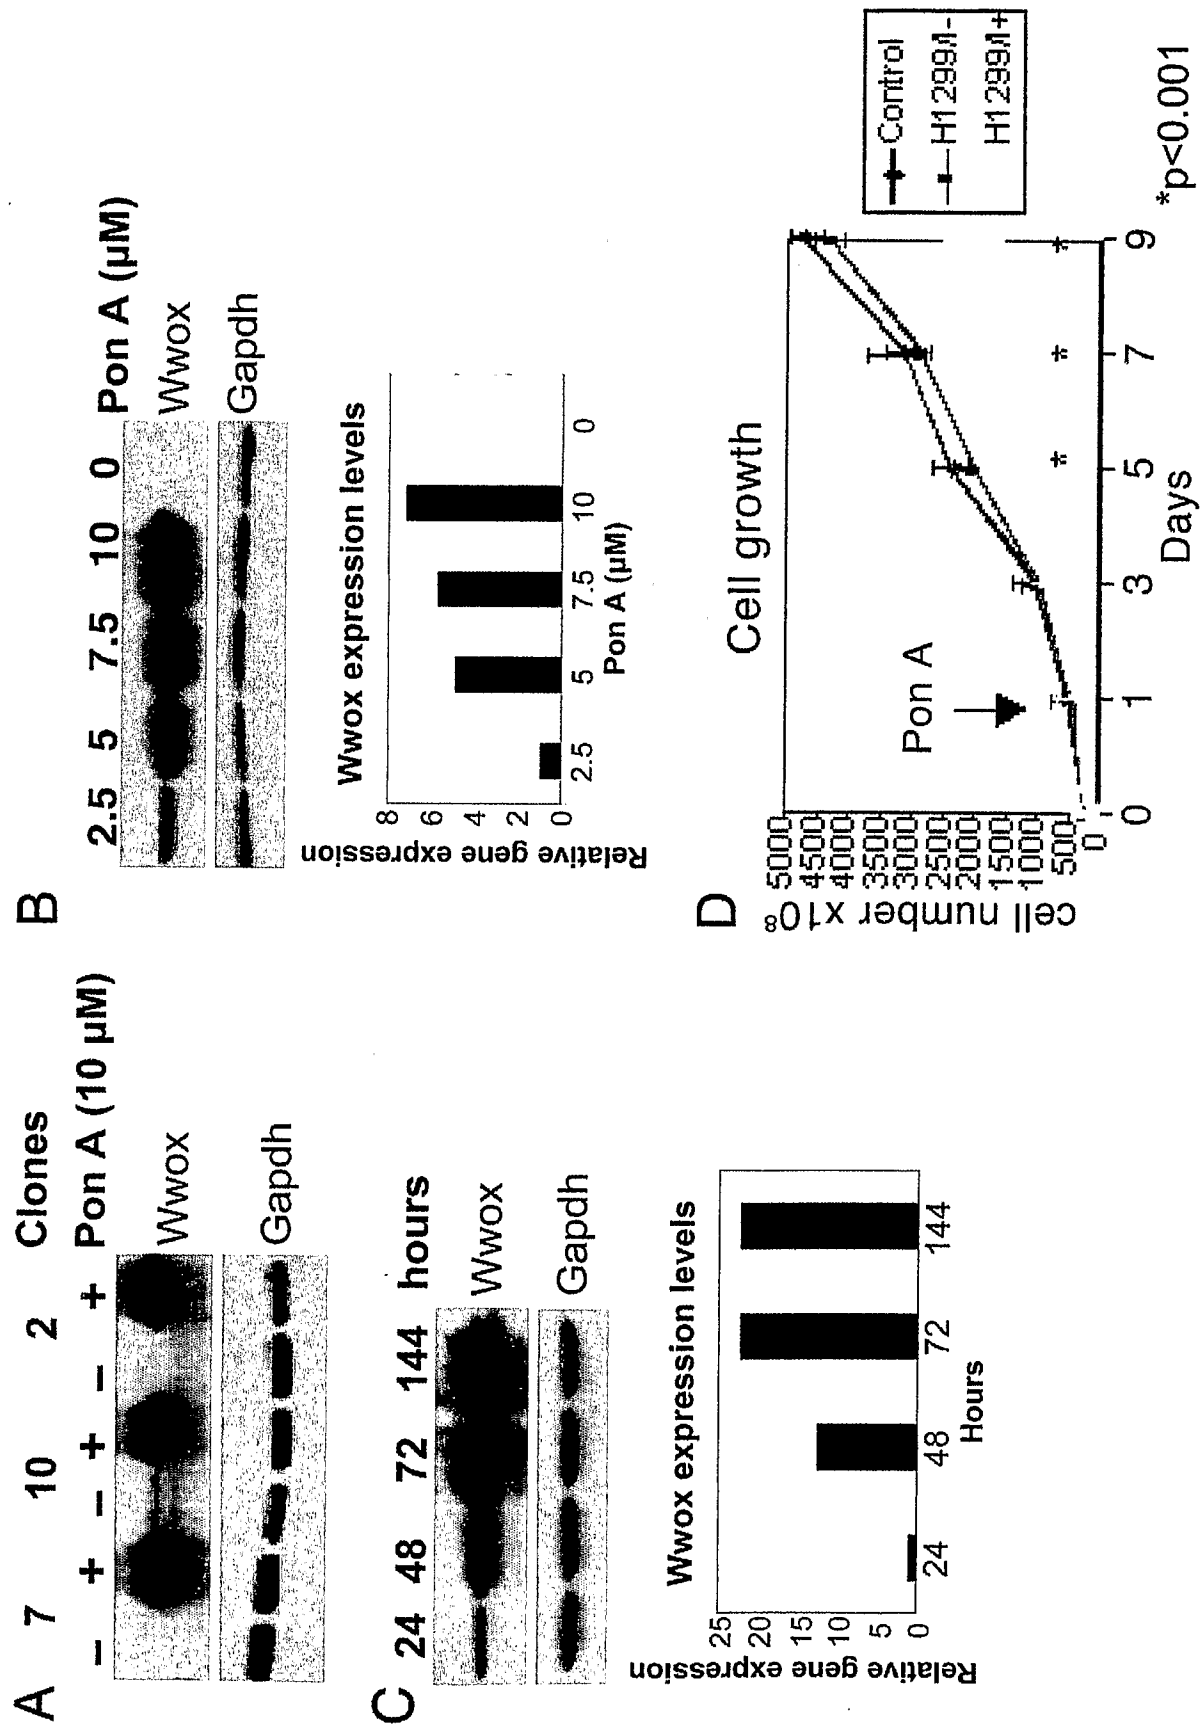 A
7 10 2 Clones
− + − + − + Pon A (10 µM)
Wwox
Gapdh
B
2.5 5 7.5 10 0 Pon A (µM)
Wwox
Gapdh
Wwox expression levels
Relative gene expression
8
6
4
2
0
2.5 5 7.5 10 0
Pon A (µM)
C
24 48 72 144 hours
Wwox
Gapdh
Wwox expression levels
Relative gene expression
25
20
15
10
5
0
24 48 72 144
Hours
D
Cell growth
Pon A
cell number x10⁸
5000
4500
4000
3500
3000
2500
2000
1500
1000
500
0
0 1 3 5 7 9
Days
* * *
Control
H1299/I-
H1299/I+
*p<0.001